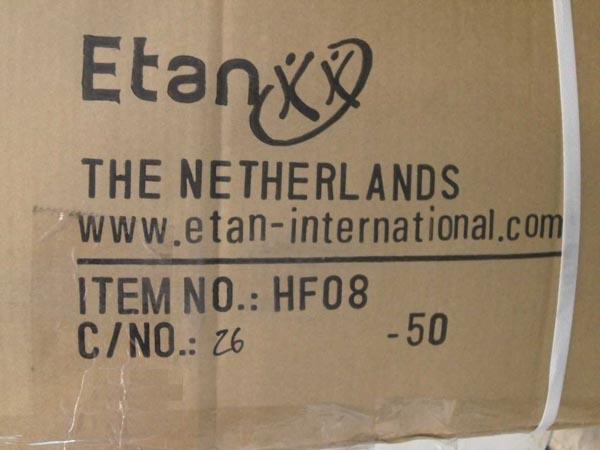 Etan
THE NETHERLANDS
www.etan-international.com
ITEM NO.: HF08
C/NO.: 26 -50